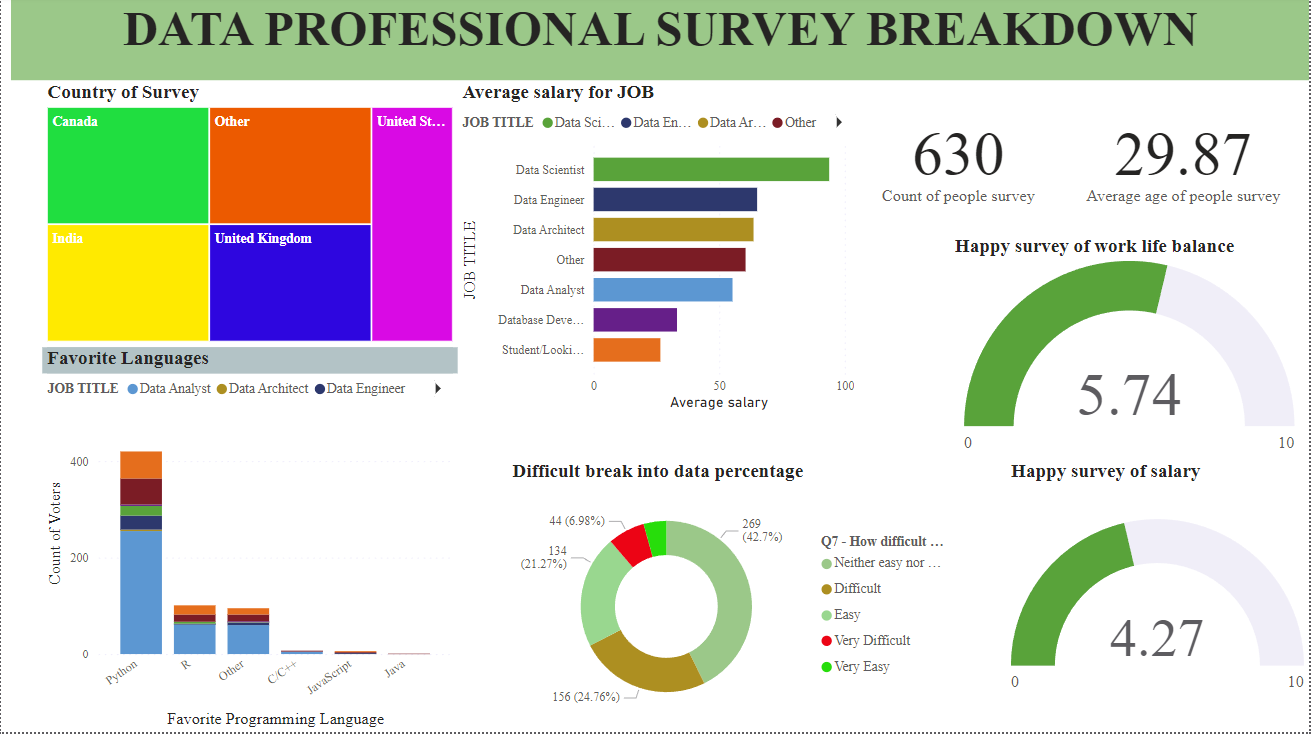 DATA PROFESSIONAL SURVEY BREAKDOWN
Country of Survey
Canada
Other
United St...
India
United Kingdom
Average salary for JOB
JOB TITLE Data Sci... Data En... Data Ar... Other
JOB TITLE
Data Scientist
Data Engineer
Data Architect
Other
Data Analyst
Database Deve...
Student/Looki...
0 50 100
Average salary
630
Count of people survey
29.87
Average age of people survey
Happy survey of work life balance
5.74
0 10
Favorite Languages
JOB TITLE Data Analyst Data Architect Data Engineer
Count of Voters
400
200
0
Python
R
Other
C/C++
JavaScript
Java
Favorite Programming Language
Difficult break into data percentage
44 (6.98%)
269
(42.7%)
134
(21.27%)
156 (24.76%)
Q7 - How difficult ...
Neither easy nor ...
Difficult
Easy
Very Difficult
Very Easy
Happy survey of salary
4.27
0 10